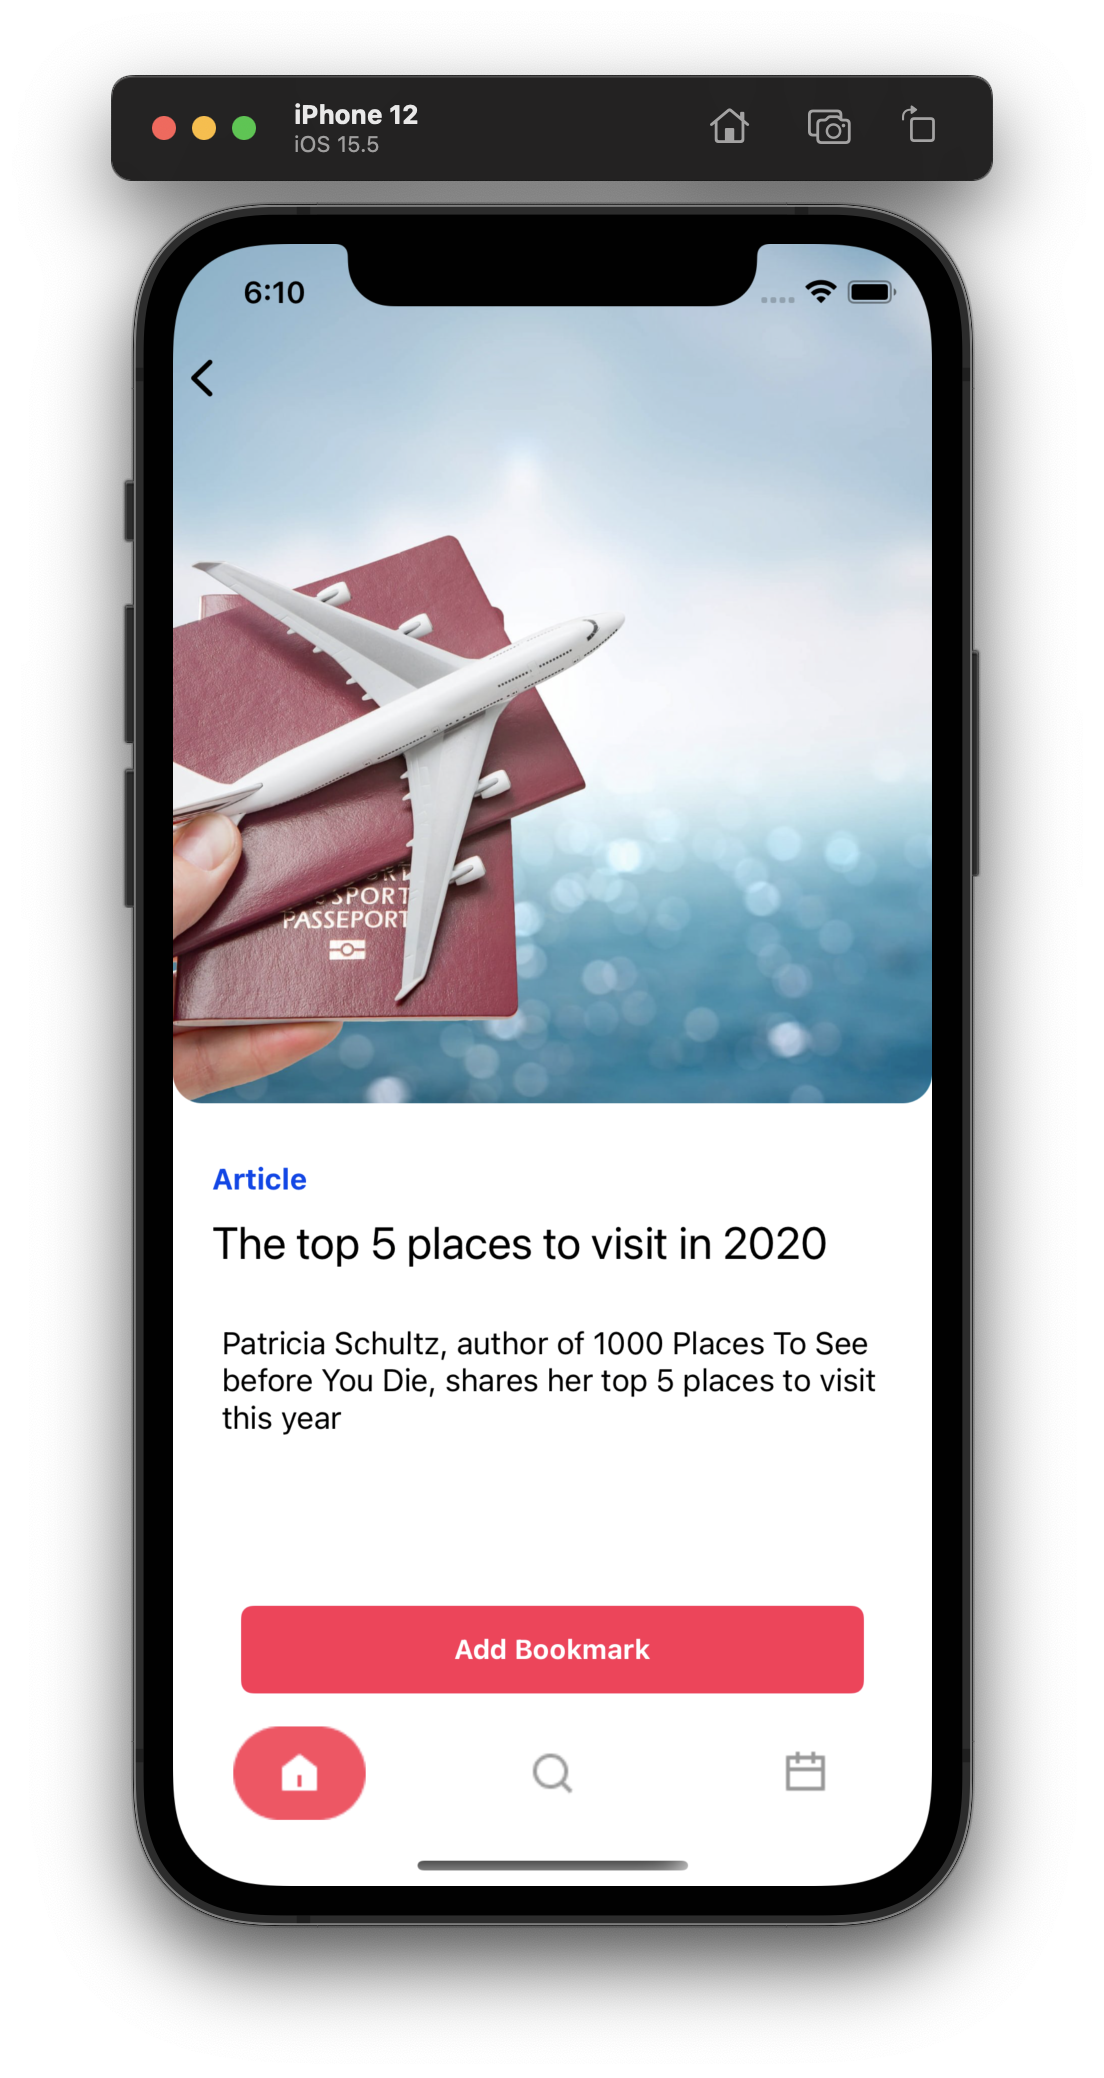 iPhone 12
iOS 15.5
6:10
SPORT
PASSEPORT
Article
The top 5 places to visit in 2020
Patricia Schultz, author of 1000 Places To See
before You Die, shares her top 5 places to visit
this year
Add Bookmark